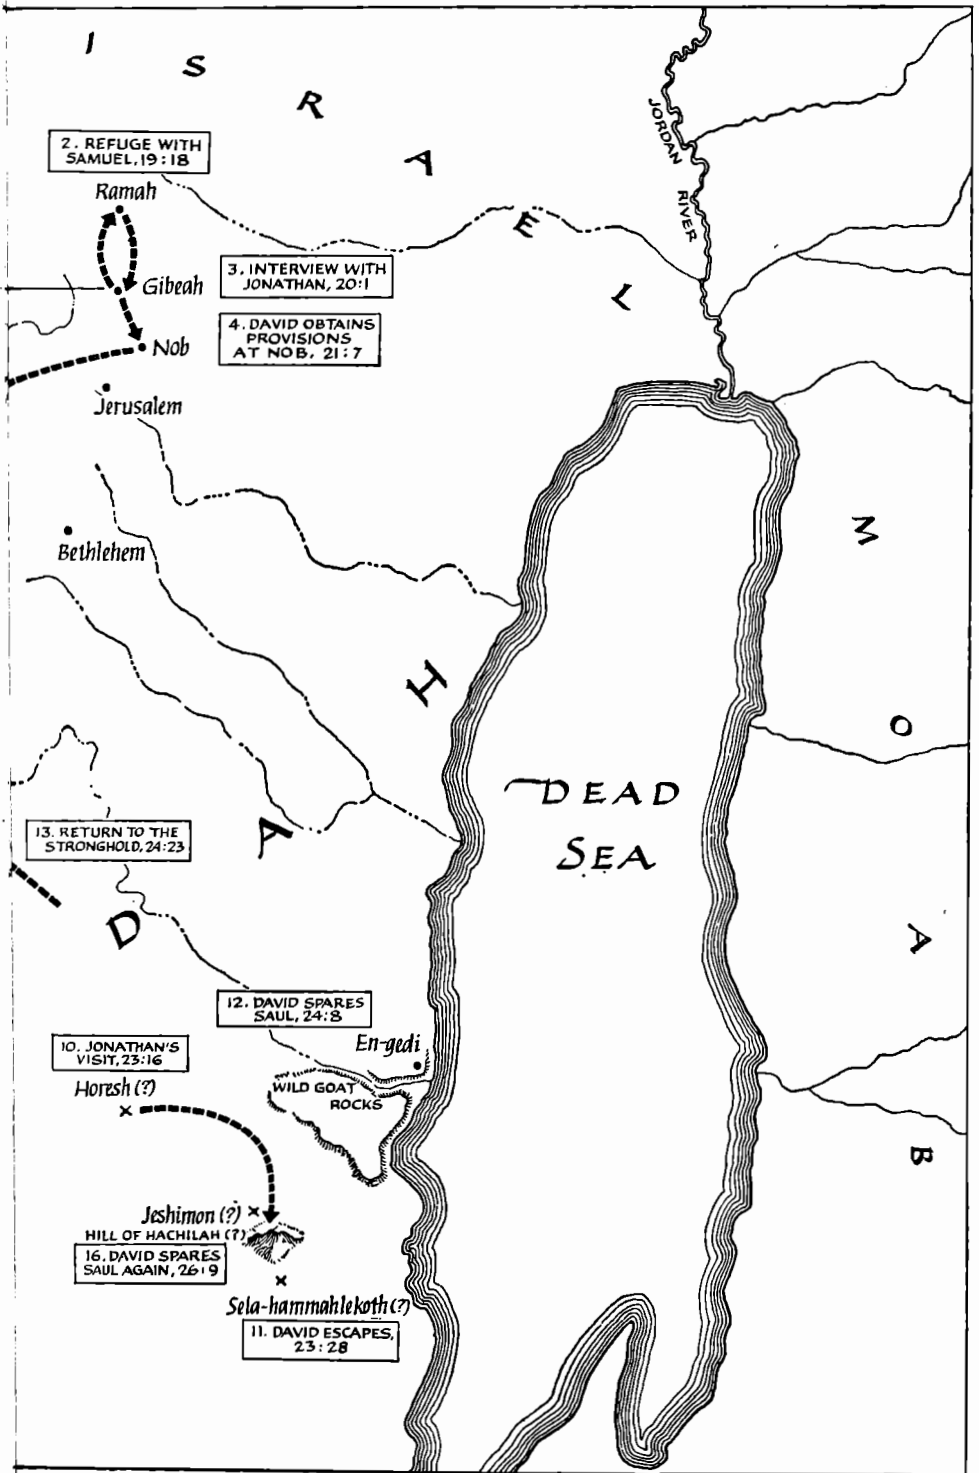 I S R A E L
JORDAN
RIVER
2. REFUGE WITH
SAMUEL, 19:18
Ramah
Gibeah
3. INTERVIEW WITH
JONATHAN, 20:1
4. DAVID OBTAINS
PROVISIONS
AT NOB, 21:7
Nob
Jerusalem
Bethlehem
M O A B
D A H
DEAD
SEA
13. RETURN TO THE
STRONGHOLD, 24:23
12. DAVID SPARES
SAUL, 24:8
En-gedi
10. JONATHAN'S
VISIT, 23:16
Horesh (?)
WILD GOAT
ROCKS
Jeshimon (?)
HILL OF HACHILAH (?)
16. DAVID SPARES
SAUL AGAIN, 26:9
Sela-hammahlekoth (?)
11. DAVID ESCAPES,
23:28